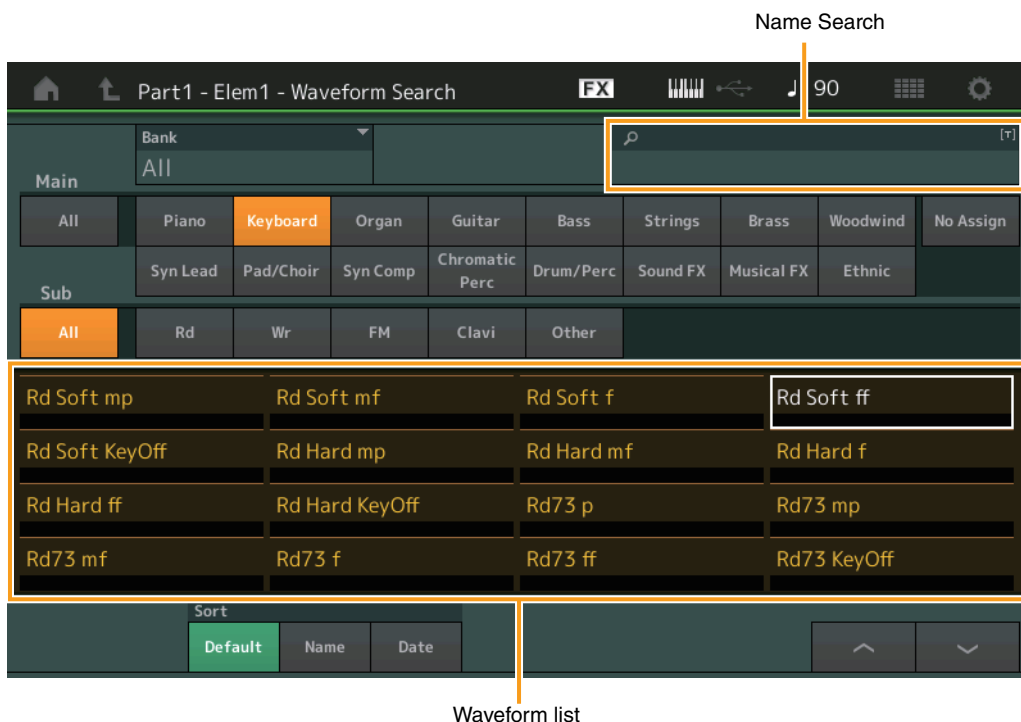 Name Search
Part1 - Elem1 - Waveform Search FX ♩ 90
Bank
[T]
All
Main
All Piano Keyboard Organ Guitar Bass Strings Brass Woodwind No Assign
Syn Lead Pad/Choir Syn Comp Chromatic Perc Drum/Perc Sound FX Musical FX Ethnic
Sub
All Rd Wr FM Clavi Other
Rd Soft mp Rd Soft mf Rd Soft f Rd Soft ff
Rd Soft KeyOff Rd Hard mp Rd Hard mf Rd Hard f
Rd Hard ff Rd Hard KeyOff Rd73 p Rd73 mp
Rd73 mf Rd73 f Rd73 ff Rd73 KeyOff
Sort
Default Name Date
Waveform list